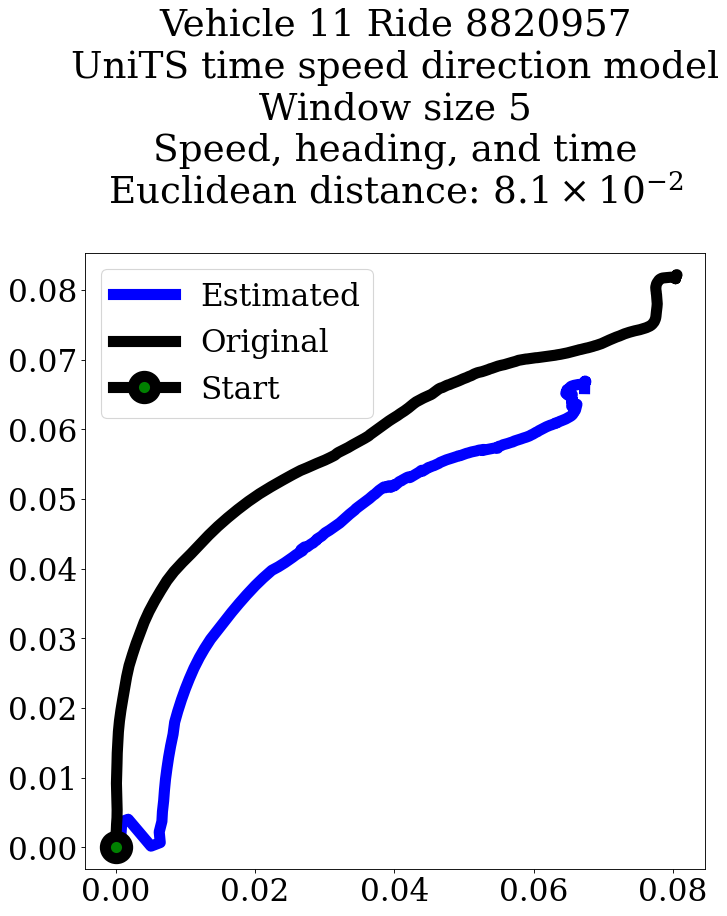 Vehicle 11 Ride 8820957
UniTS time speed direction model
Window size 5
Speed, heading, and time
Euclidean distance: 8.1 × 10⁻²
Estimated
Original
Start
0.08
0.07
0.06
0.05
0.04
0.03
0.02
0.01
0.00
0.00 0.02 0.04 0.06 0.08